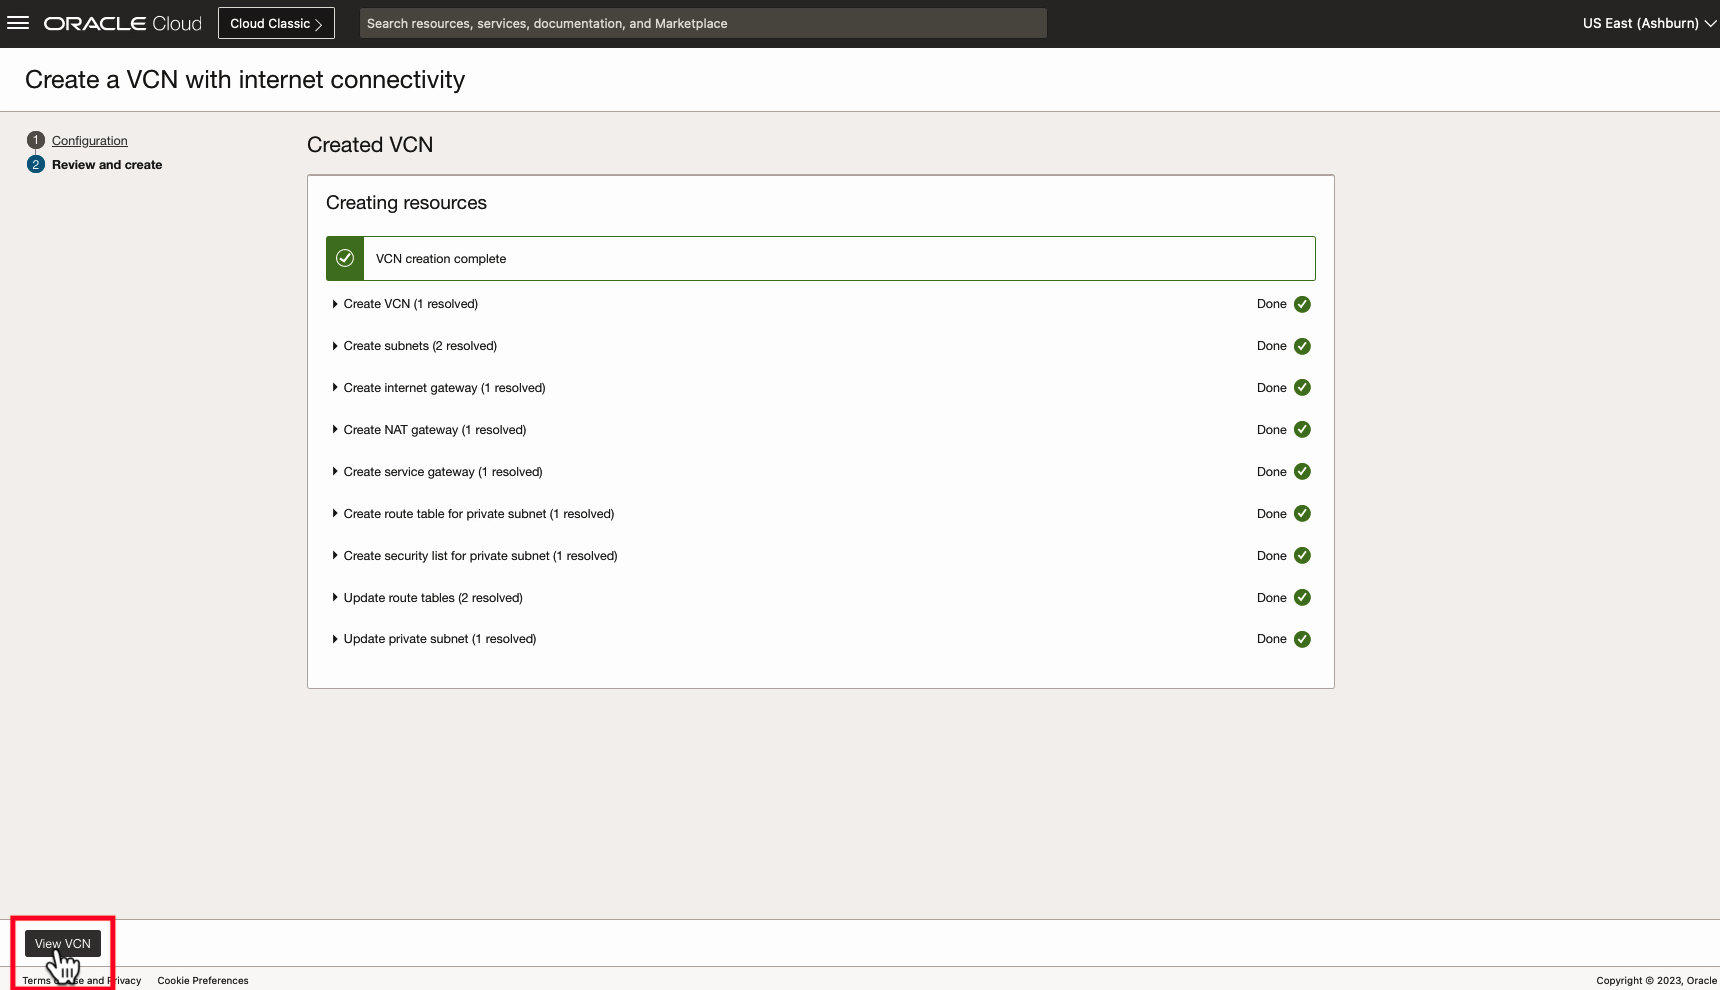 ORACLE Cloud
Cloud Classic
Search resources, services, documentation, and Marketplace
US East (Ashburn)
Create a VCN with internet connectivity
1 Configuration
2 Review and create
Created VCN
Creating resources
VCN creation complete
Create VCN (1 resolved) Done
Create subnets (2 resolved) Done
Create internet gateway (1 resolved) Done
Create NAT gateway (1 resolved) Done
Create service gateway (1 resolved) Done
Create route table for private subnet (1 resolved) Done
Create security list for private subnet (1 resolved) Done
Update route tables (2 resolved) Done
Update private subnet (1 resolved) Done
View VCN
Terms and Privacy Cookie Preferences Copyright © 2023, Oracle